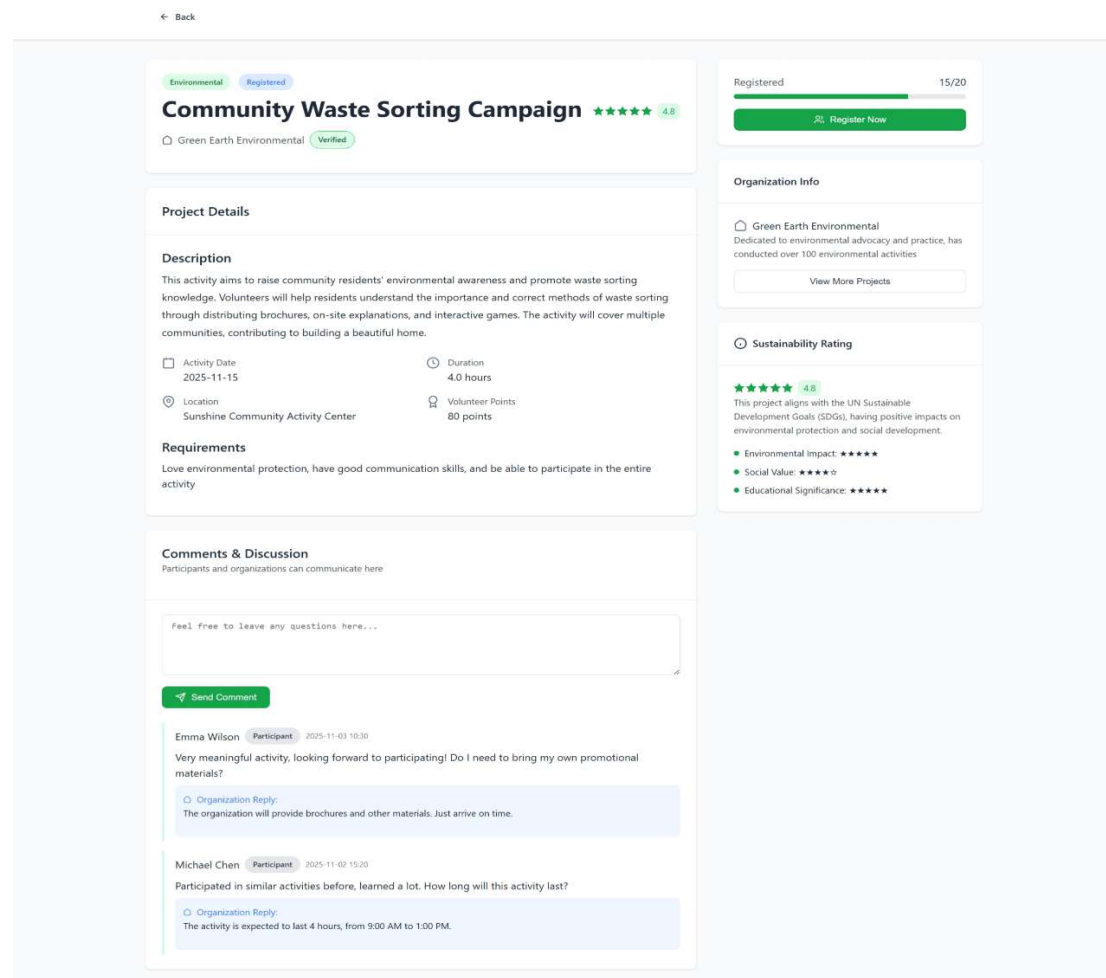 ← Back
Environmental Registered
Community Waste Sorting Campaign ★★★★★ 4.8
Green Earth Environmental Verified
Project Details
Description
This activity aims to raise community residents' environmental awareness and promote waste sorting
knowledge. Volunteers will help residents understand the importance and correct methods of waste sorting
through distributing brochures, on-site explanations, and interactive games. The activity will cover multiple
communities, contributing to building a beautiful home.
Activity Date
2025-11-15
Duration
4.0 hours
Location
Sunshine Community Activity Center
Volunteer Points
80 points
Requirements
Love environmental protection, have good communication skills, and be able to participate in the entire
activity
Comments & Discussion
Participants and organizations can communicate here
Feel free to leave any questions here...
Send Comment
Emma Wilson Participant 2025-11-03 10:30
Very meaningful activity, looking forward to participating! Do I need to bring my own promotional
materials?
Organization Reply:
The organization will provide brochures and other materials. Just arrive on time.
Michael Chen Participant 2025-11-02 15:20
Participated in similar activities before, learned a lot. How long will this activity last?
Organization Reply:
The activity is expected to last 4 hours, from 9:00 AM to 1:00 PM.
Registered 15/20
Register Now
Organization Info
Green Earth Environmental
Dedicated to environmental advocacy and practice, has
conducted over 100 environmental activities
View More Projects
Sustainability Rating
★★★★★ 4.8
This project aligns with the UN Sustainable
Development Goals (SDGs), having positive impacts on
environmental protection and social development.
Environmental Impact: ★★★★★
Social Value: ★★★★☆
Educational Significance: ★★★★★